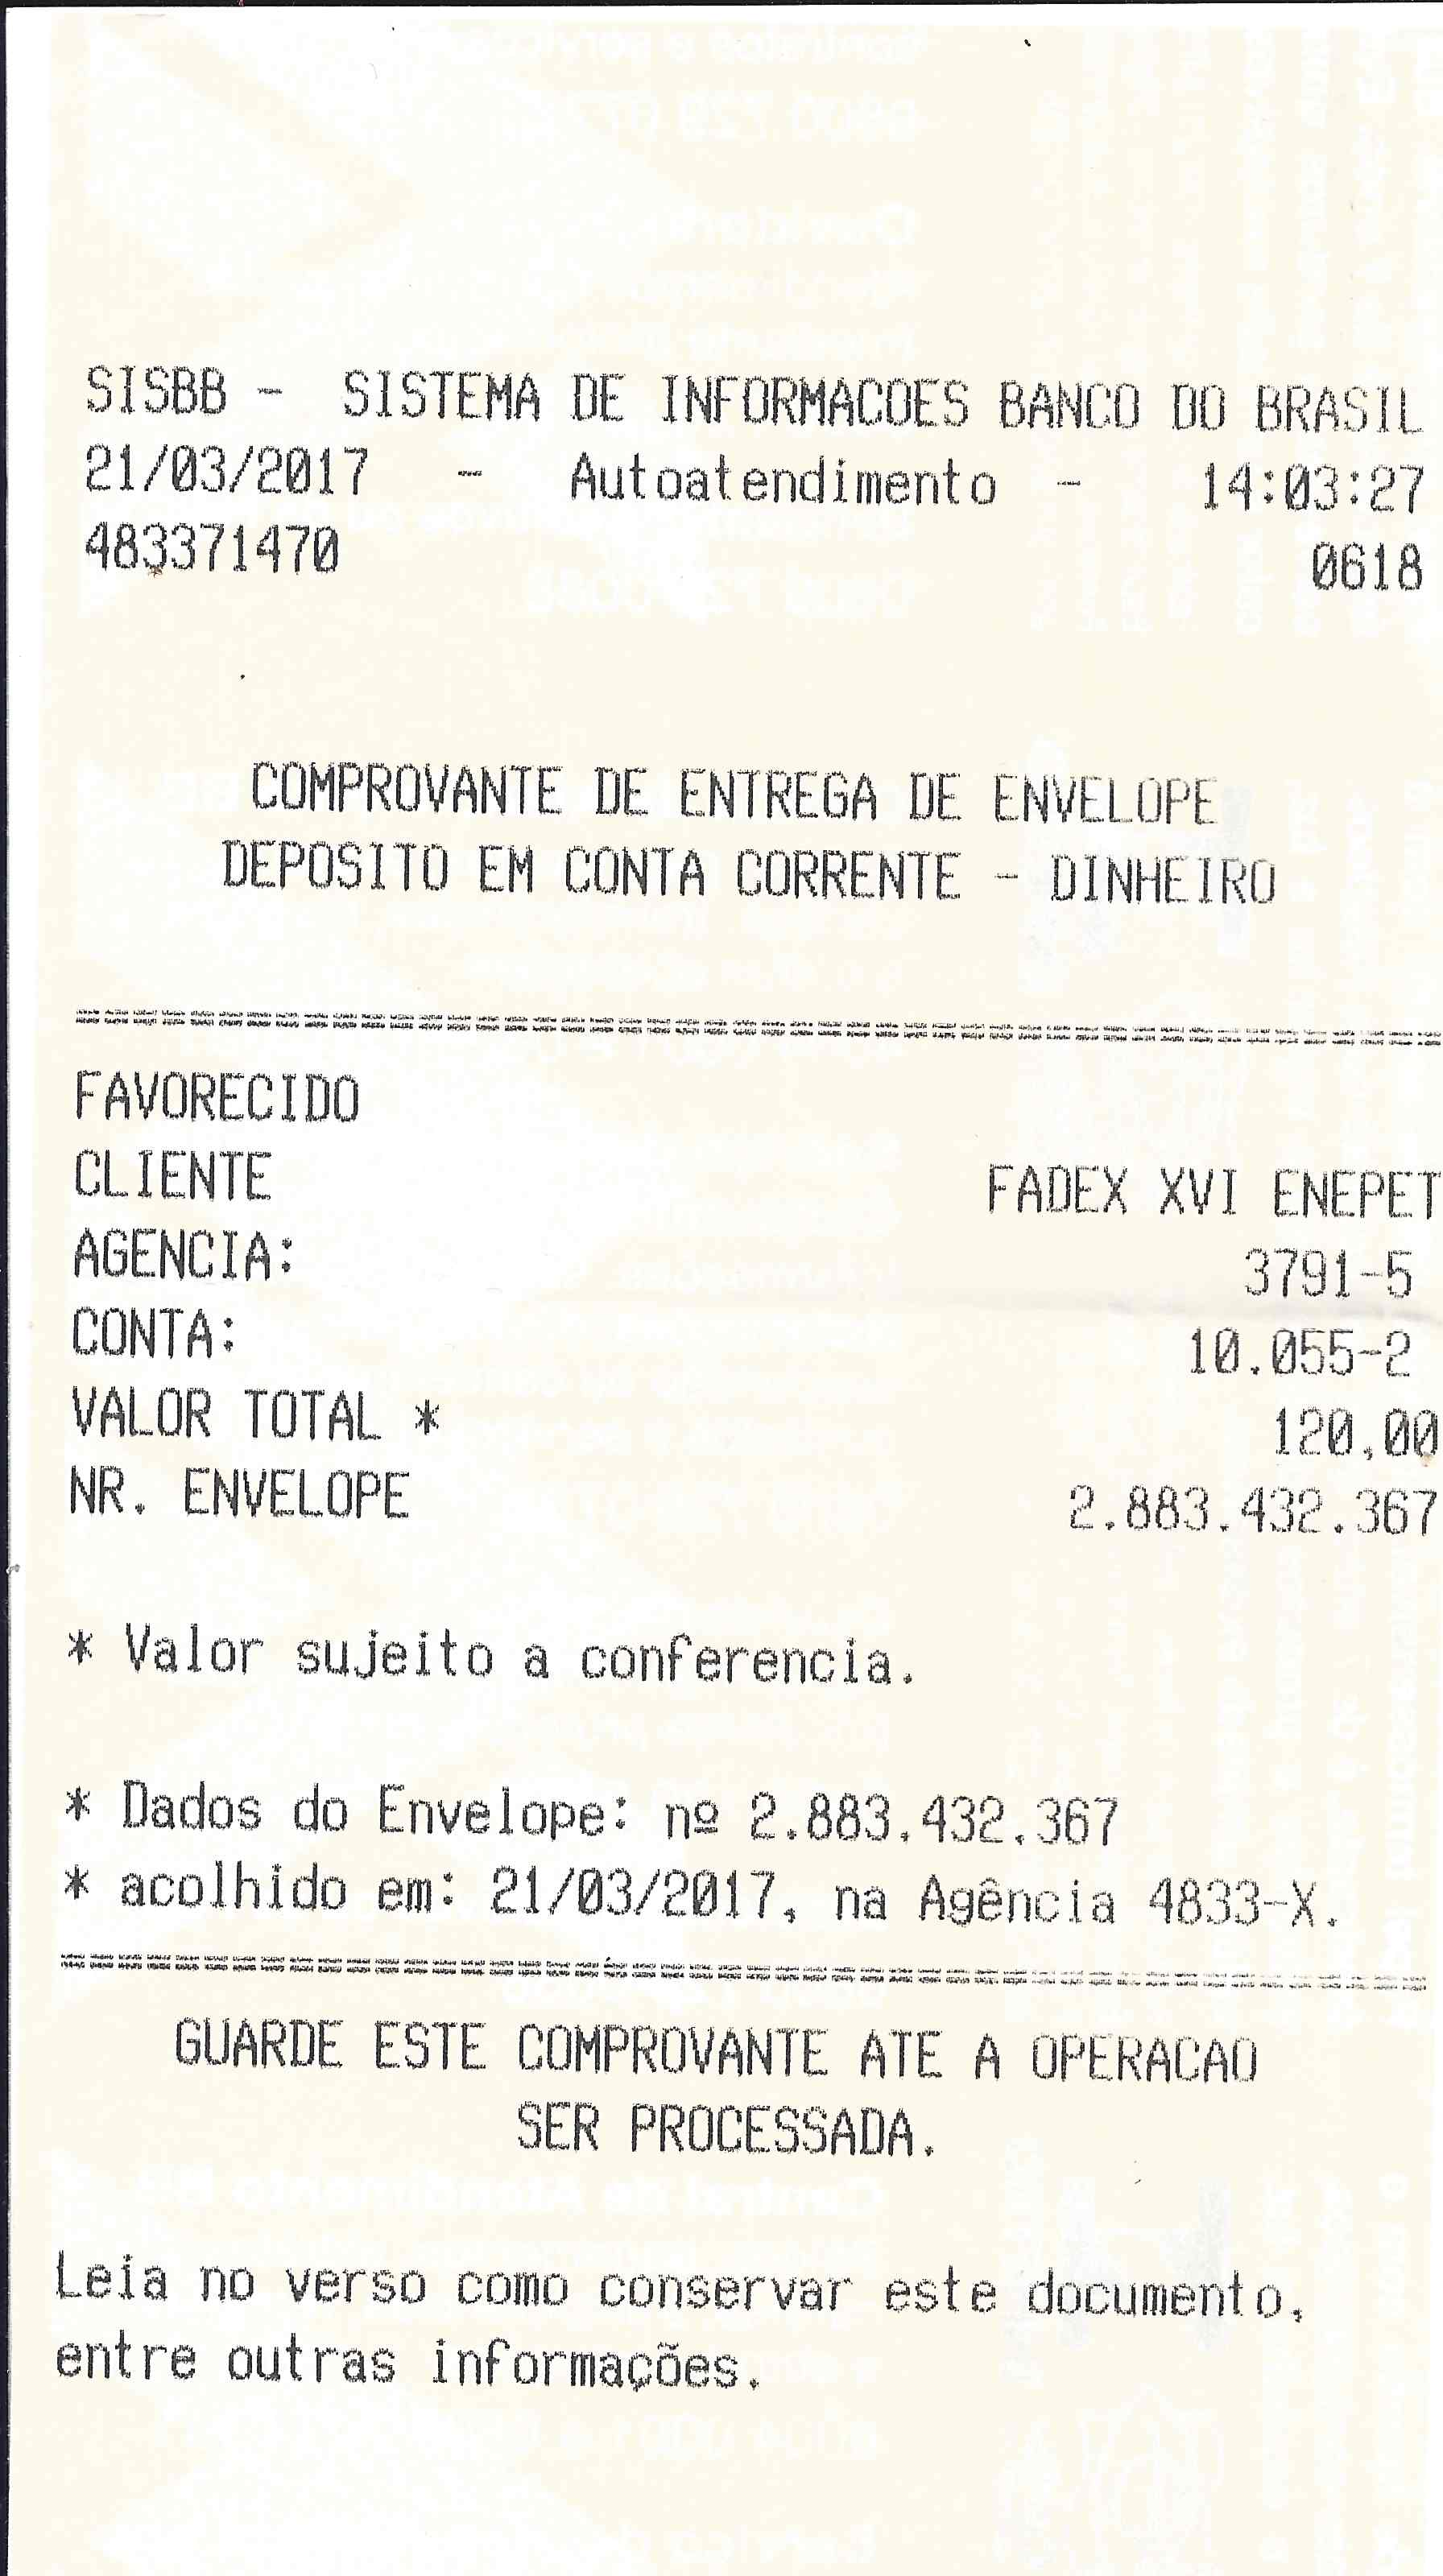 SISBB - SISTEMA DE INFORMACOES BANCO DO BRASIL
21/03/2017 - Autoatendimento - 14:03:27
483371470 0618
COMPROVANTE DE ENTREGA DE ENVELOPE
DEPOSITO EM CONTA CORRENTE - DINHEIRO
FAVORECIDO
CLIENTE FADEX XVI ENEPET
AGENCIA: 3791-5
CONTA: 10.055-2
VALOR TOTAL * 120,00
NR. ENVELOPE 2.883.432.367
* Valor sujeito a conferencia.
* Dados do Envelope: nº 2.883.432.367
* acolhido em: 21/03/2017, na Agência 4833-X.
GUARDE ESTE COMPROVANTE ATE A OPERACAO
SER PROCESSADA.
Leia no verso como conservar este documento,
entre outras informações.